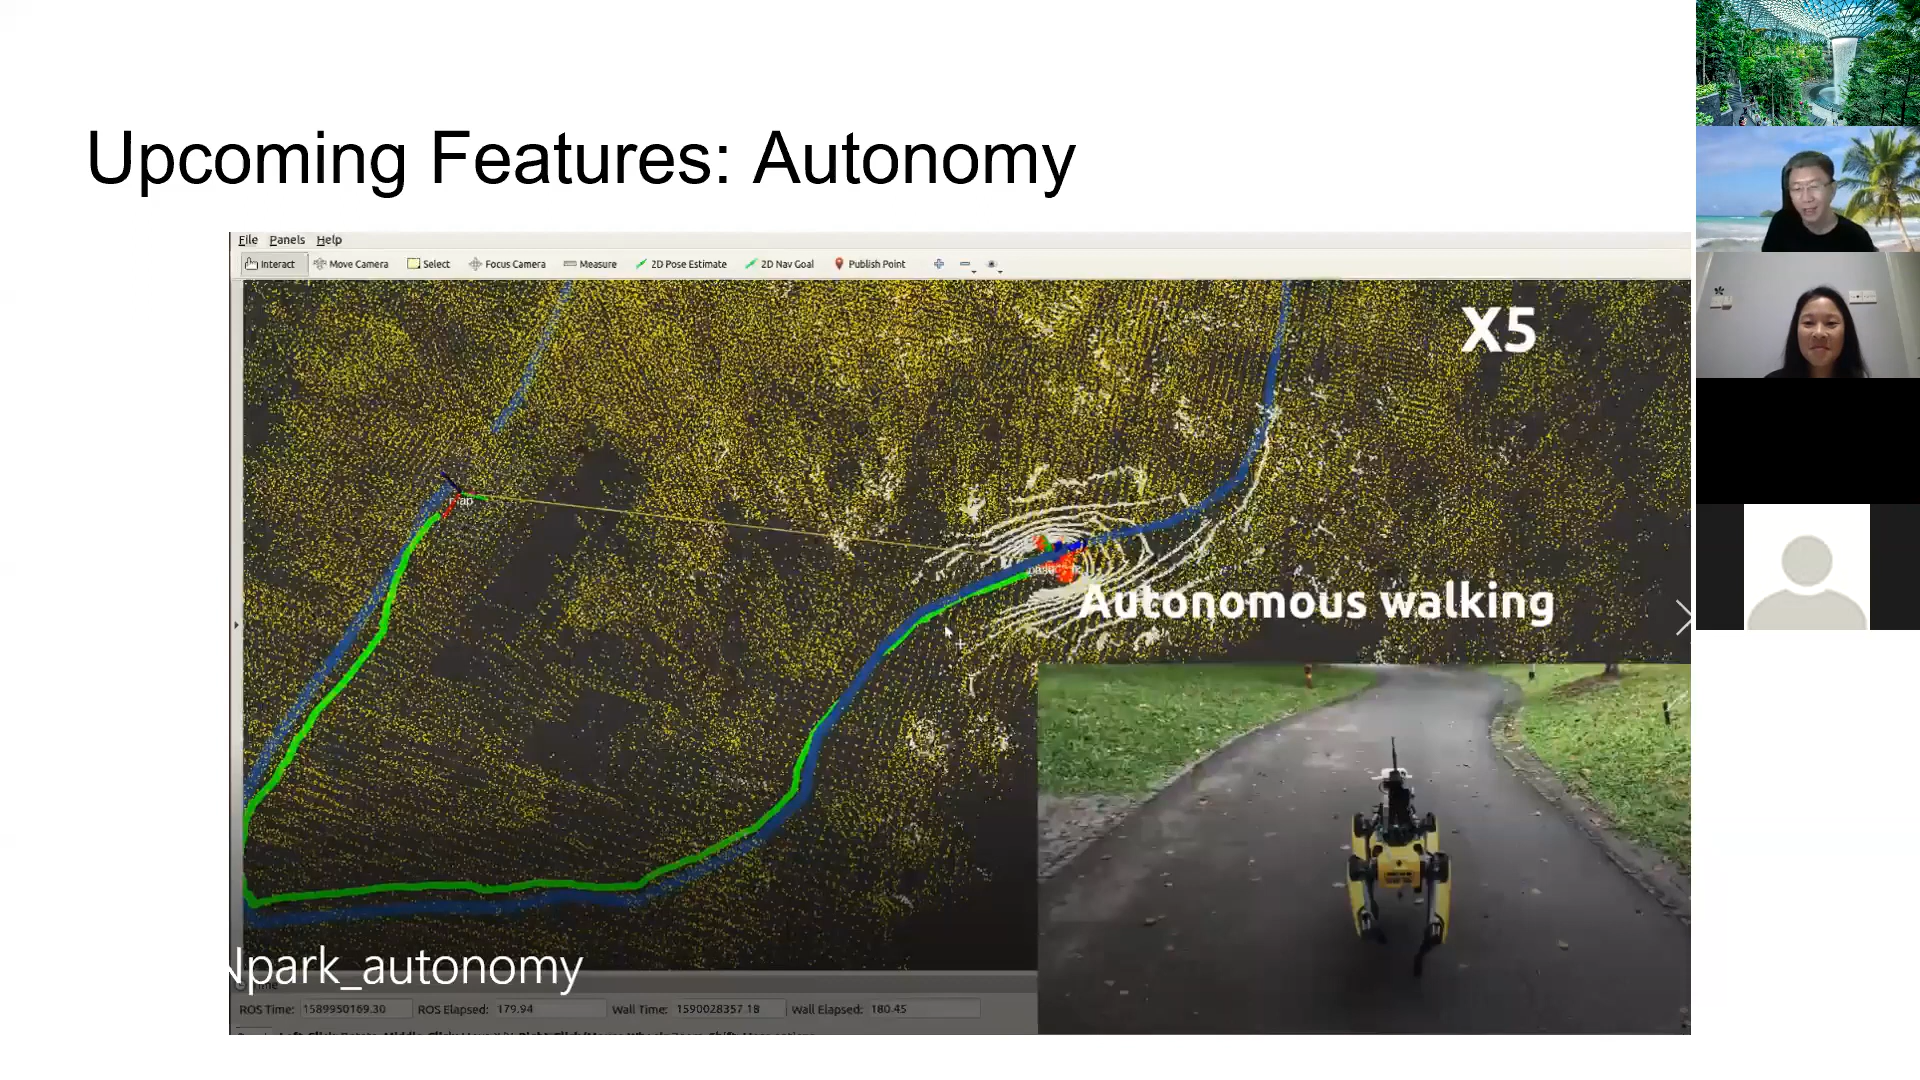 Upcoming Features: Autonomy
File Panels Help
Interact Move Camera Select Focus Camera Measure 2D Pose Estimate 2D Nav Goal Publish Point
X5
map
Autonomous walking
Npark_autonomy
ROS Time: 1589950169.30 ROS Elapsed: 179.94 Wall Time: 1590028357.18 Wall Elapsed: 180.45